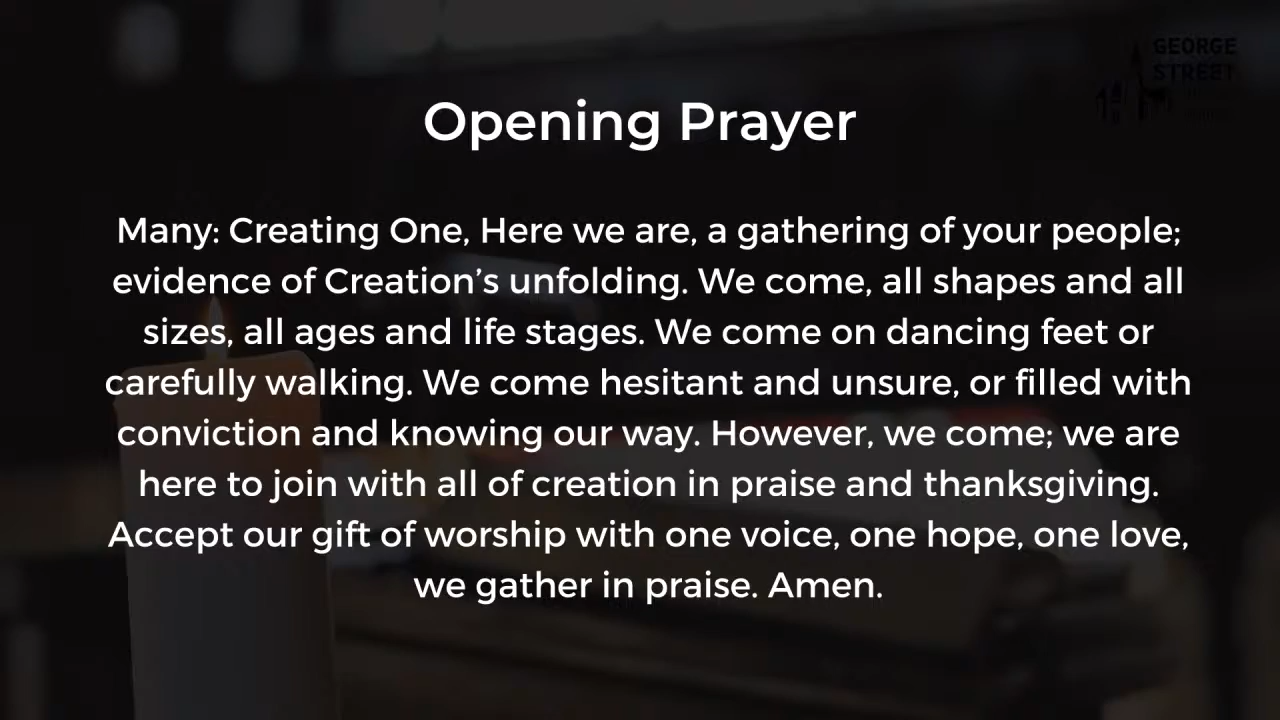 GEORGE
STREET
Opening Prayer
Many: Creating One, Here we are, a gathering of your people;
evidence of Creation’s unfolding. We come, all shapes and all
sizes, all ages and life stages. We come on dancing feet or
carefully walking. We come hesitant and unsure, or filled with
conviction and knowing our way. However, we come; we are
here to join with all of creation in praise and thanksgiving.
Accept our gift of worship with one voice, one hope, one love,
we gather in praise. Amen.